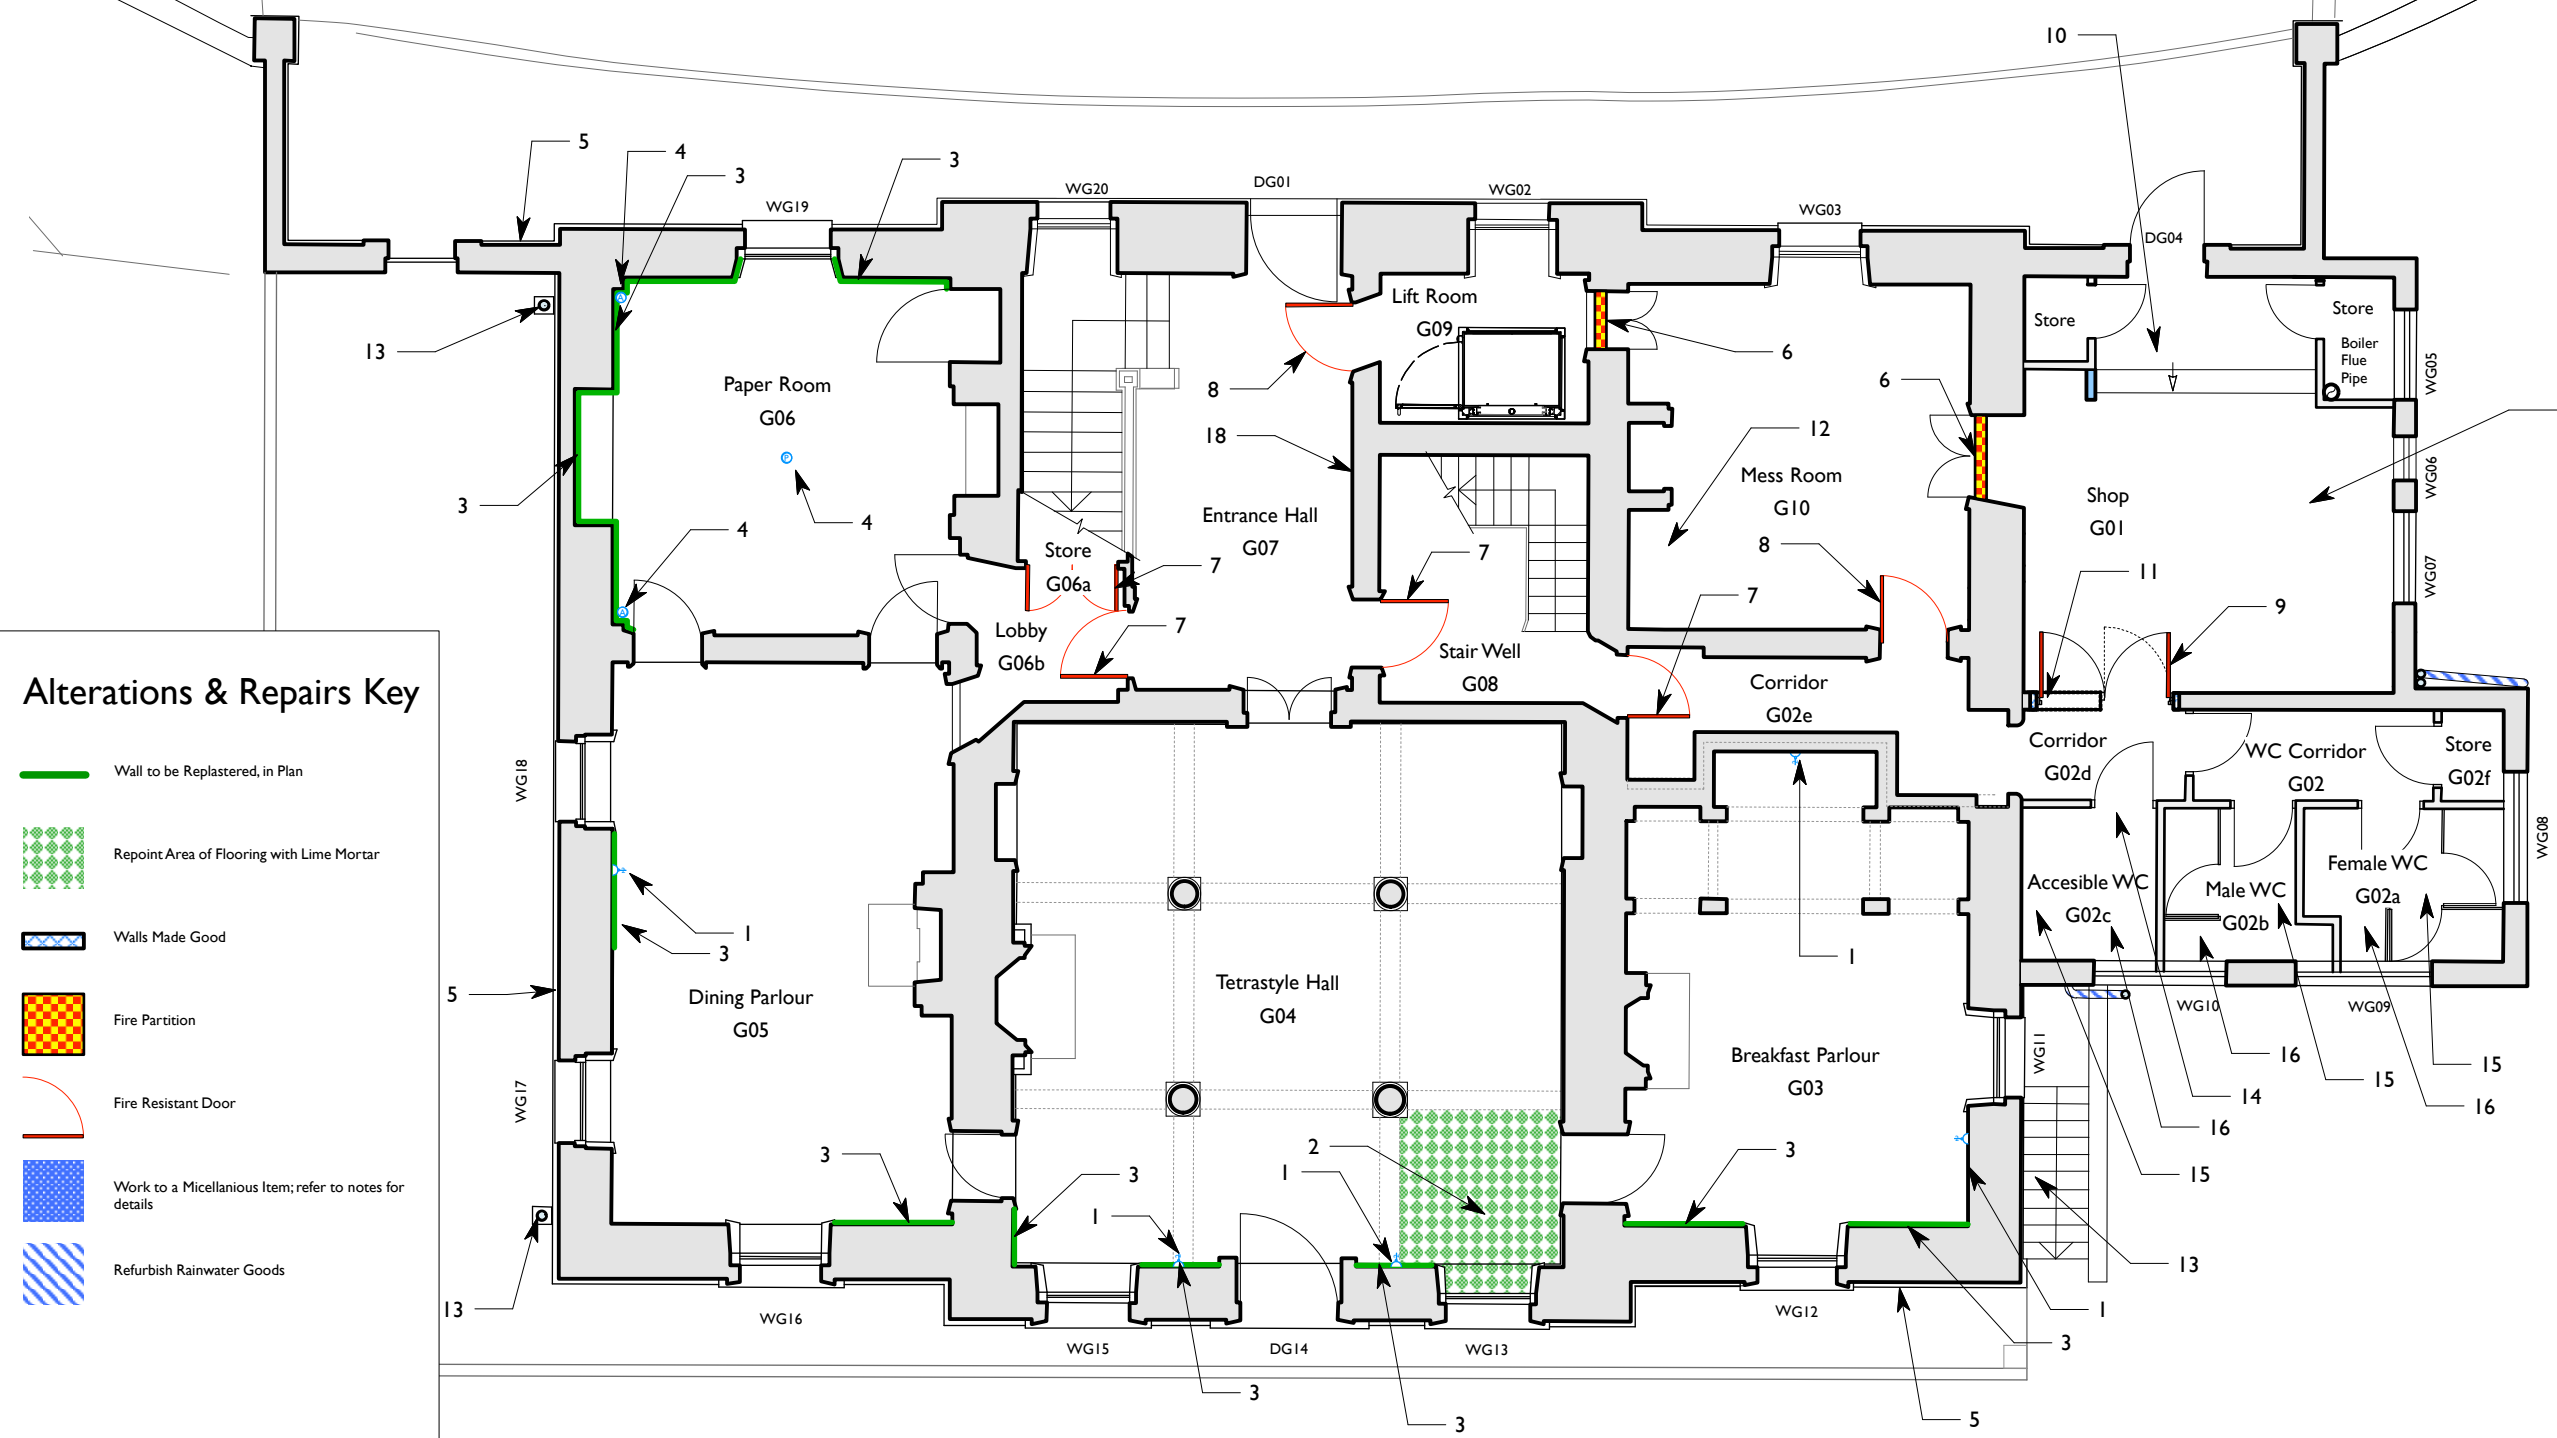 10
5
4
3
3
WG20
DG01
WG02
WG19
WG03
DG04
Lift Room
G09
Store
Store
13
6
Boiler
Flue
Pipe
WG05
8
6
Paper Room
G06
18
12
Mess Room
G10
WG06
3
4
4
Entrance Hall
G07
Shop
G01
Store
G06a
7
7
8
11
WG07
7
9
Lobby
G06b
7
Stair Well
G08
Corridor
G02e
Alterations & Repairs Key
Corridor
G02d
WC Corridor
G02
Store
G02f
Wall to be Replastered, in Plan
WG18
WG08
Repoint Area of Flooring with Lime Mortar
Female WC
G02a
Accesible WC
G02c
Male WC
G02b
Walls Made Good
1
3
1
5
Dining Parlour
G05
Tetrastyle Hall
G04
WG10
WG09
Fire Partition
Breakfast Parlour
G03
WG11
16
15
15
14
16
Fire Resistant Door
WG17
16
3
3
2
1
3
15
Work to a Micellanious Item; refer to notes for
details
1
13
Refurbish Rainwater Goods
13
WG16
WG12
1
WG15
DG14
WG13
3
3
3
5